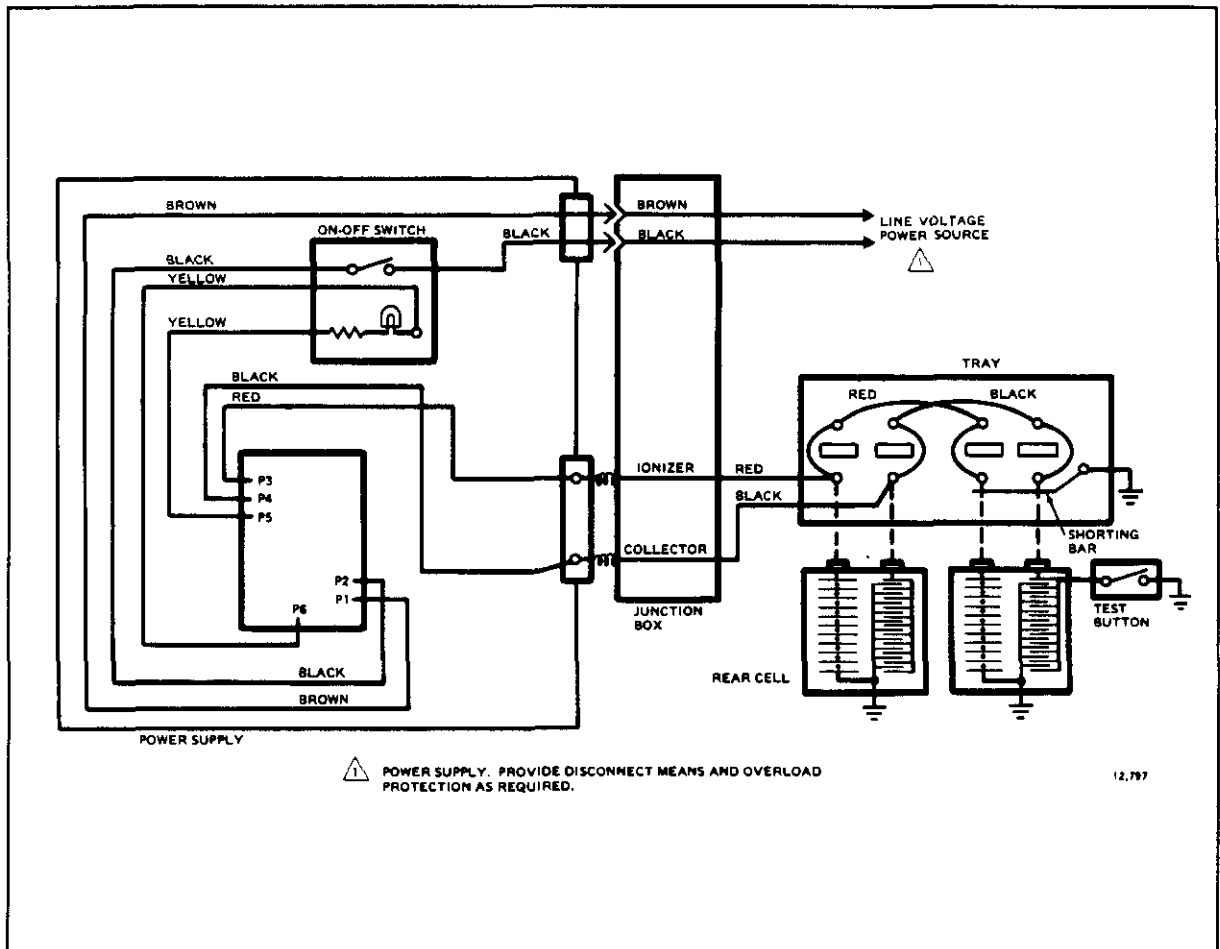 BROWN
BROWN
LINE VOLTAGE
POWER SOURCE
1
ON-OFF SWITCH
BLACK
BLACK
BLACK
YELLOW
YELLOW
BLACK
RED
TRAY
RED
BLACK
P3
P4
P5
IONIZER
RED
BLACK
SHORTING
BAR
COLLECTOR
P2
P1
P6
JUNCTION
BOX
TEST
BUTTON
BLACK
BROWN
REAR CELL
POWER SUPPLY
1 POWER SUPPLY. PROVIDE DISCONNECT MEANS AND OVERLOAD
PROTECTION AS REQUIRED.
12,797